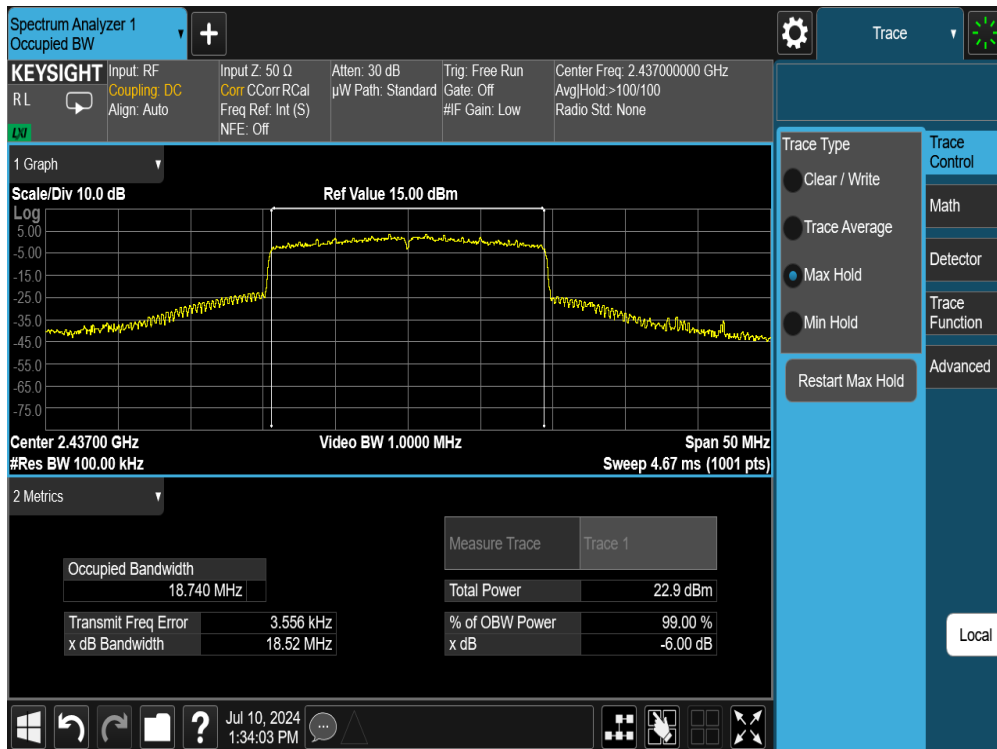 Spectrum Analyzer 1
Occupied BW
+
Trace
KEYSIGHT
R L
LXI
Input: RF
Coupling: DC
Align: Auto
Input Z: 50 Ω
Corr CCorr RCal
Freq Ref: Int (S)
NFE: Off
Atten: 30 dB
µW Path: Standard
Trig: Free Run
Gate: Off
#IF Gain: Low
Center Freq: 2.437000000 GHz
Avg|Hold:>100/100
Radio Std: None
1 Graph
Scale/Div 10.0 dB
Ref Value 15.00 dBm
Log
5.00
-5.00
-15.0
-25.0
-35.0
-45.0
-55.0
-65.0
-75.0
Center 2.43700 GHz
Video BW 1.0000 MHz
Span 50 MHz
#Res BW 100.00 kHz
Sweep 4.67 ms (1001 pts)
2 Metrics
Measure Trace Trace 1
Occupied Bandwidth
18.740 MHz
Total Power 22.9 dBm
Transmit Freq Error 3.556 kHz
% of OBW Power 99.00 %
x dB Bandwidth 18.52 MHz
x dB -6.00 dB
Trace Type
Clear / Write
Trace Average
Max Hold
Min Hold
Restart Max Hold
Trace
Control
Math
Detector
Trace
Function
Advanced
Local
?
Jul 10, 2024
1:34:03 PM